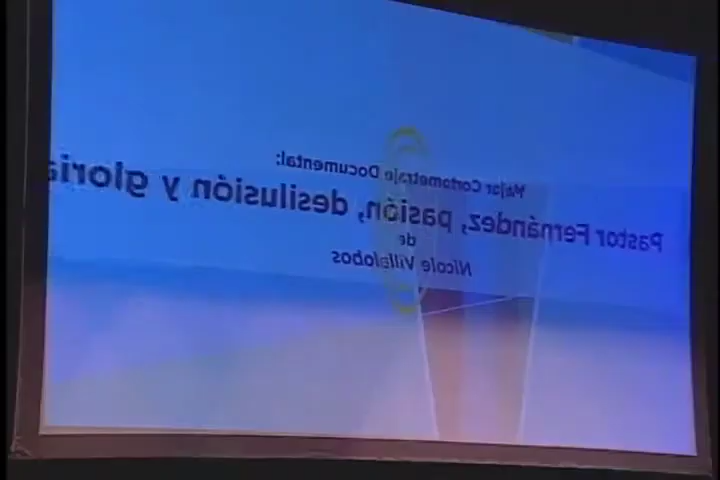 Mejor Cortometraje Documental:
Pastor Fernández, pasión, desilusión y gloria
de
Nicole Villalobos